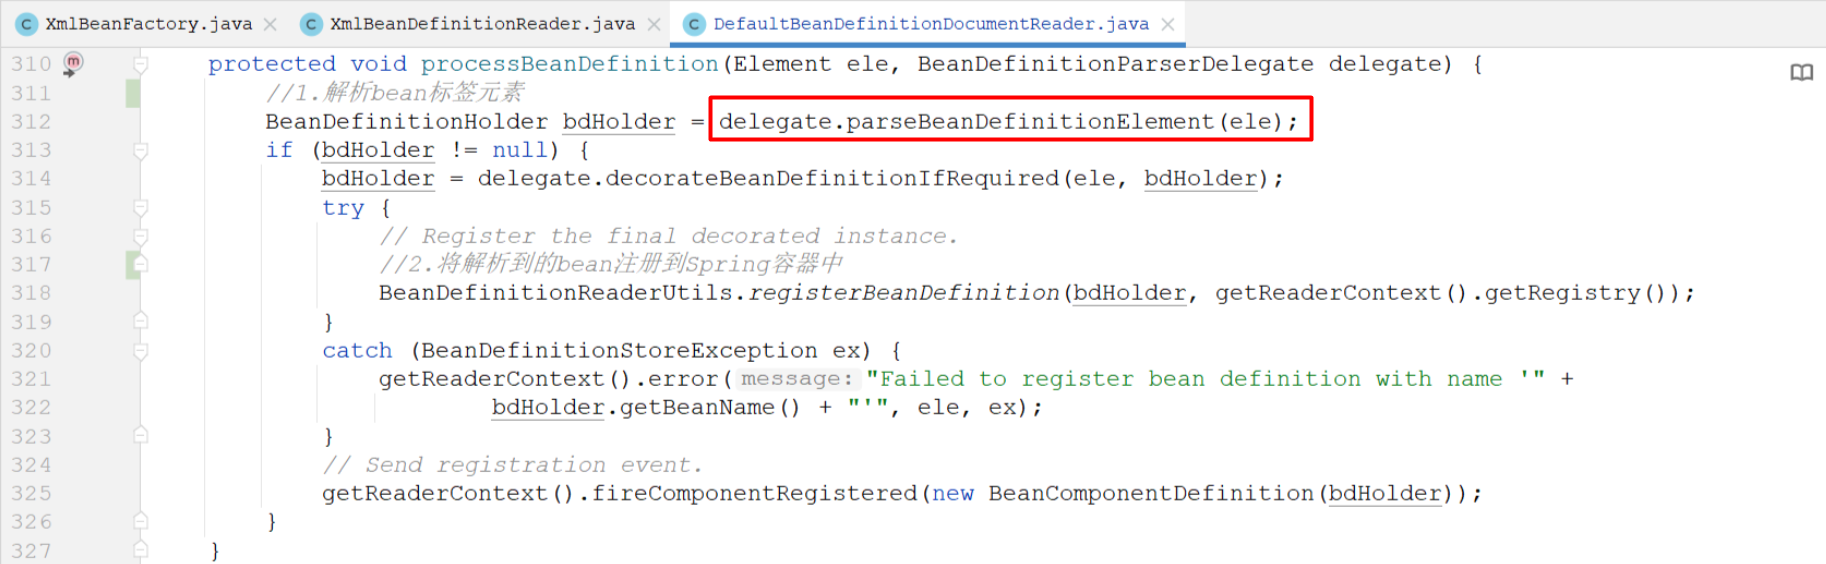 XmlBeanFactory.java XmlBeanDefinitionReader.java DefaultBeanDefinitionDocumentReader.java
310 protected void processBeanDefinition(Element ele, BeanDefinitionParserDelegate delegate) {
311 //1.解析bean标签元素
312 BeanDefinitionHolder bdHolder = delegate.parseBeanDefinitionElement(ele);
313 if (bdHolder != null) {
314 bdHolder = delegate.decorateBeanDefinitionIfRequired(ele, bdHolder);
315 try {
316 // Register the final decorated instance.
317 //2.将解析到的bean注册到Spring容器中
318 BeanDefinitionReaderUtils.registerBeanDefinition(bdHolder, getReaderContext().getRegistry());
319 }
320 catch (BeanDefinitionStoreException ex) {
321 getReaderContext().error( message: "Failed to register bean definition with name '" +
322 bdHolder.getBeanName() + "'", ele, ex);
323 }
324 // Send registration event.
325 getReaderContext().fireComponentRegistered(new BeanComponentDefinition(bdHolder));
326 }
327 }